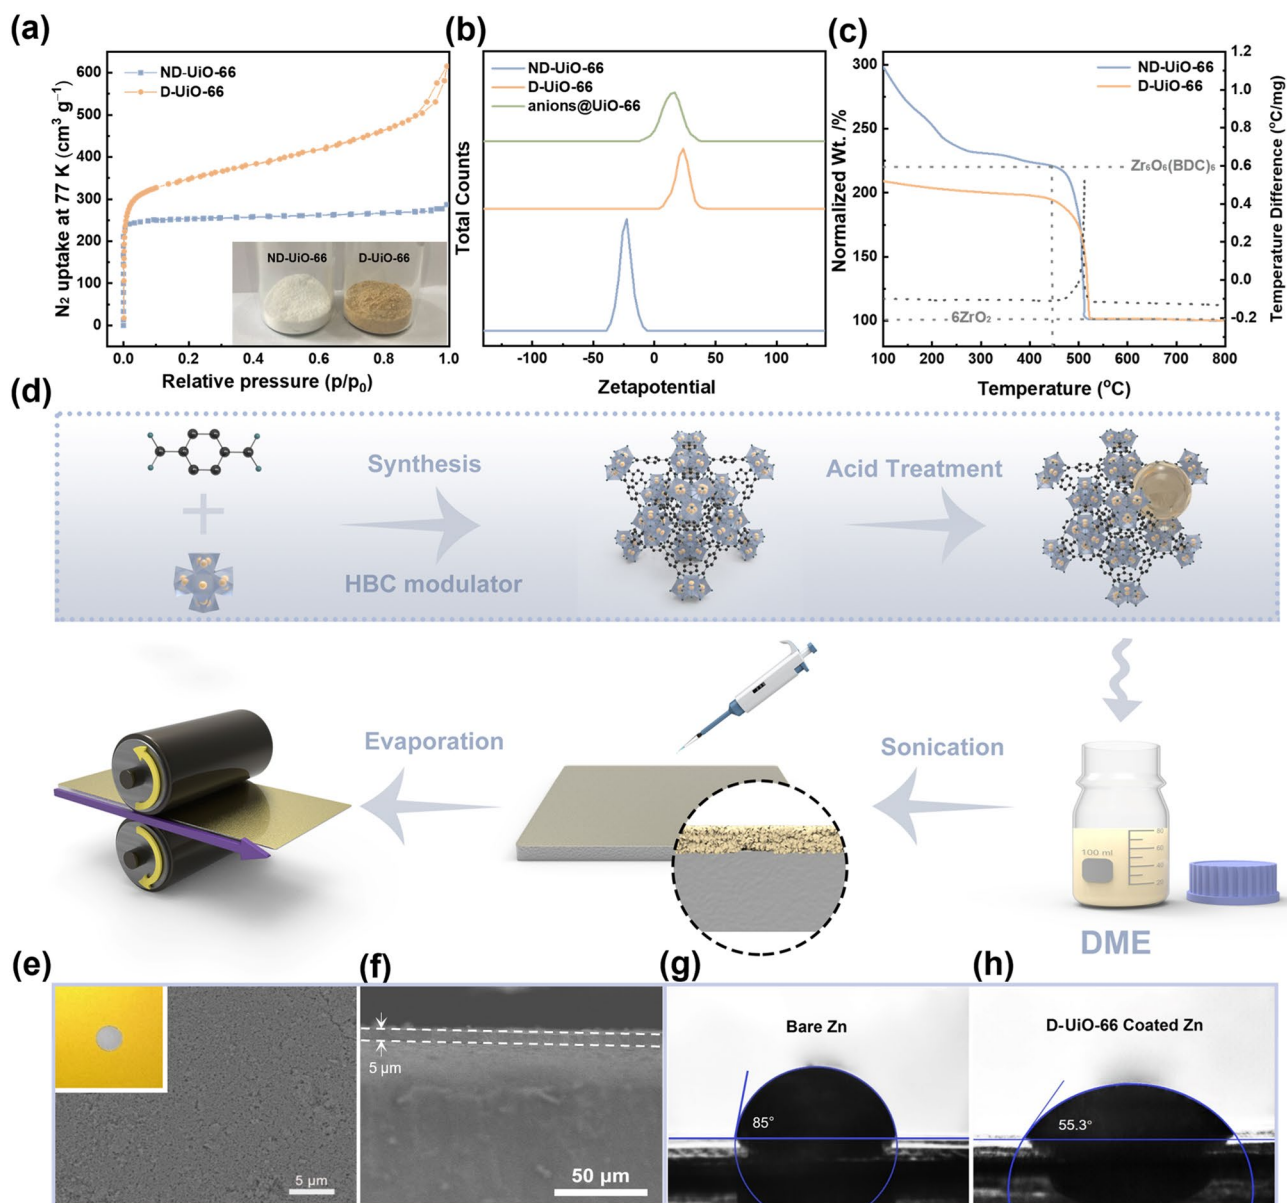 (a)
ND-UiO-66
D-UiO-66
N₂ uptake at 77 K (cm³ g⁻¹)
600
500
400
300
200
100
0
ND-UiO-66
D-UiO-66
0.0
0.2
0.4
0.6
0.8
1.0
Relative pressure (p/p₀)
(b)
ND-UiO-66
D-UiO-66
anions@UiO-66
Total Counts
-100
-50
0
50
100
Zetapotential
(c)
ND-UiO-66
D-UiO-66
Normalized Wt. /%
300
250
200
150
100
Zr₆O₆(BDC)₆
6ZrO₂
1.2
1.0
0.8
0.6
0.4
0.2
0.0
-0.2
Temperature Difference (°C/mg)
100
200
300
400
500
600
700
800
Temperature (°C)
(d)
Synthesis
HBC modulator
Acid Treatment
Evaporation
Sonication
100 ml
80
60
40
20
DME
(e)
5 µm
(f)
5 µm
50 µm
(g)
Bare Zn
85°
(h)
D-UiO-66 Coated Zn
55.3°